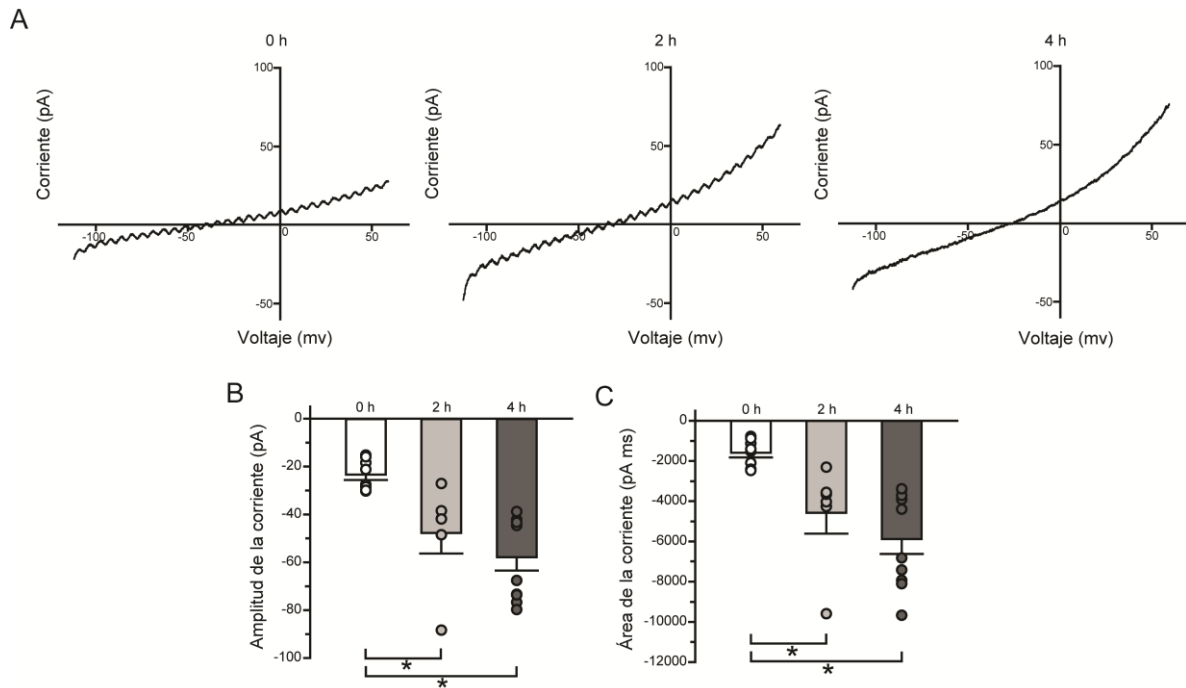 A
0 h
100
50
-100
-50
0
50
-50
Corriente (pA)
Voltaje (mv)
2 h
100
50
-100
-50
0
50
-50
Corriente (pA)
Voltaje (mv)
4 h
100
50
-100
-50
0
50
-50
Corriente (pA)
Voltaje (mv)
B
0 h 2 h 4 h
0
-20
-40
-60
-80
-100
Amplitud de la corriente (pA)
*
*
C
0 h 2 h 4 h
0
-2000
-4000
-6000
-8000
-10000
-12000
Área de la corriente (pA ms)
*
*